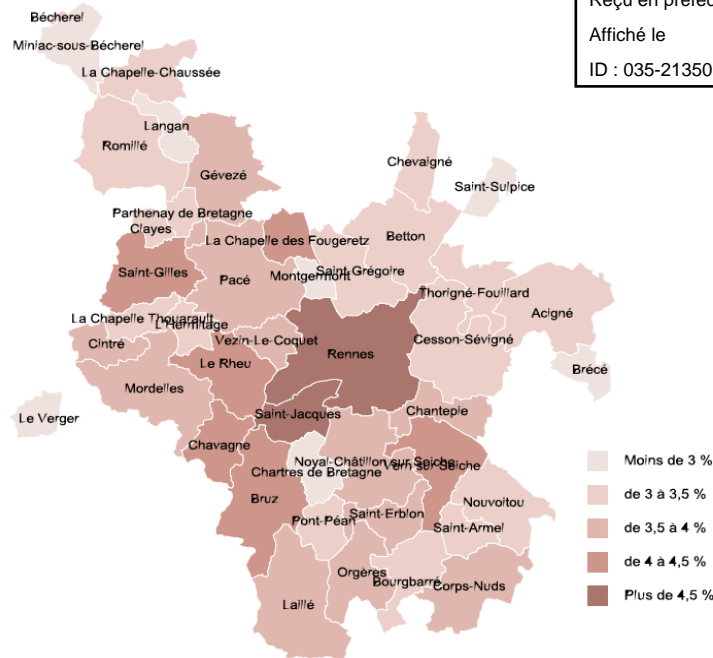 Reçu en préfec
Affiché le
ID : 035-21350
Bécherel
Miniac-sous-Bécherel
La Chapelle-Chaussée
Langan
Romillé
Gévezé
Chevaigné
Saint-Sulpice
Parthenay de Bretagne
Clayes
La Chapelle des Fougeretz
Betton
Saint-Gilles
Pacé
Montgermont
Saint-Grégoire
Thorigné-Fouillard
Acigné
La Chapelle Thouarault
L'Hermitage
Cintré
Vezin-Le-Coquet
Cesson-Sévigné
Rennes
Le Rheu
Brécé
Mordelles
Le Verger
Saint-Jacques
Chantepie
Chavagne
Noyal-Châtillon sur Seiche
Vern sur Seiche
Chartres de Bretagne
Bruz
Nouvoitou
Pont-Péan
Saint-Erblon
Saint-Armel
Orgères
Bourgbarré
Corps-Nuds
Laillé
Moins de 3 %
de 3 à 3,5 %
de 3,5 à 4 %
de 4 à 4,5 %
Plus de 4,5 %